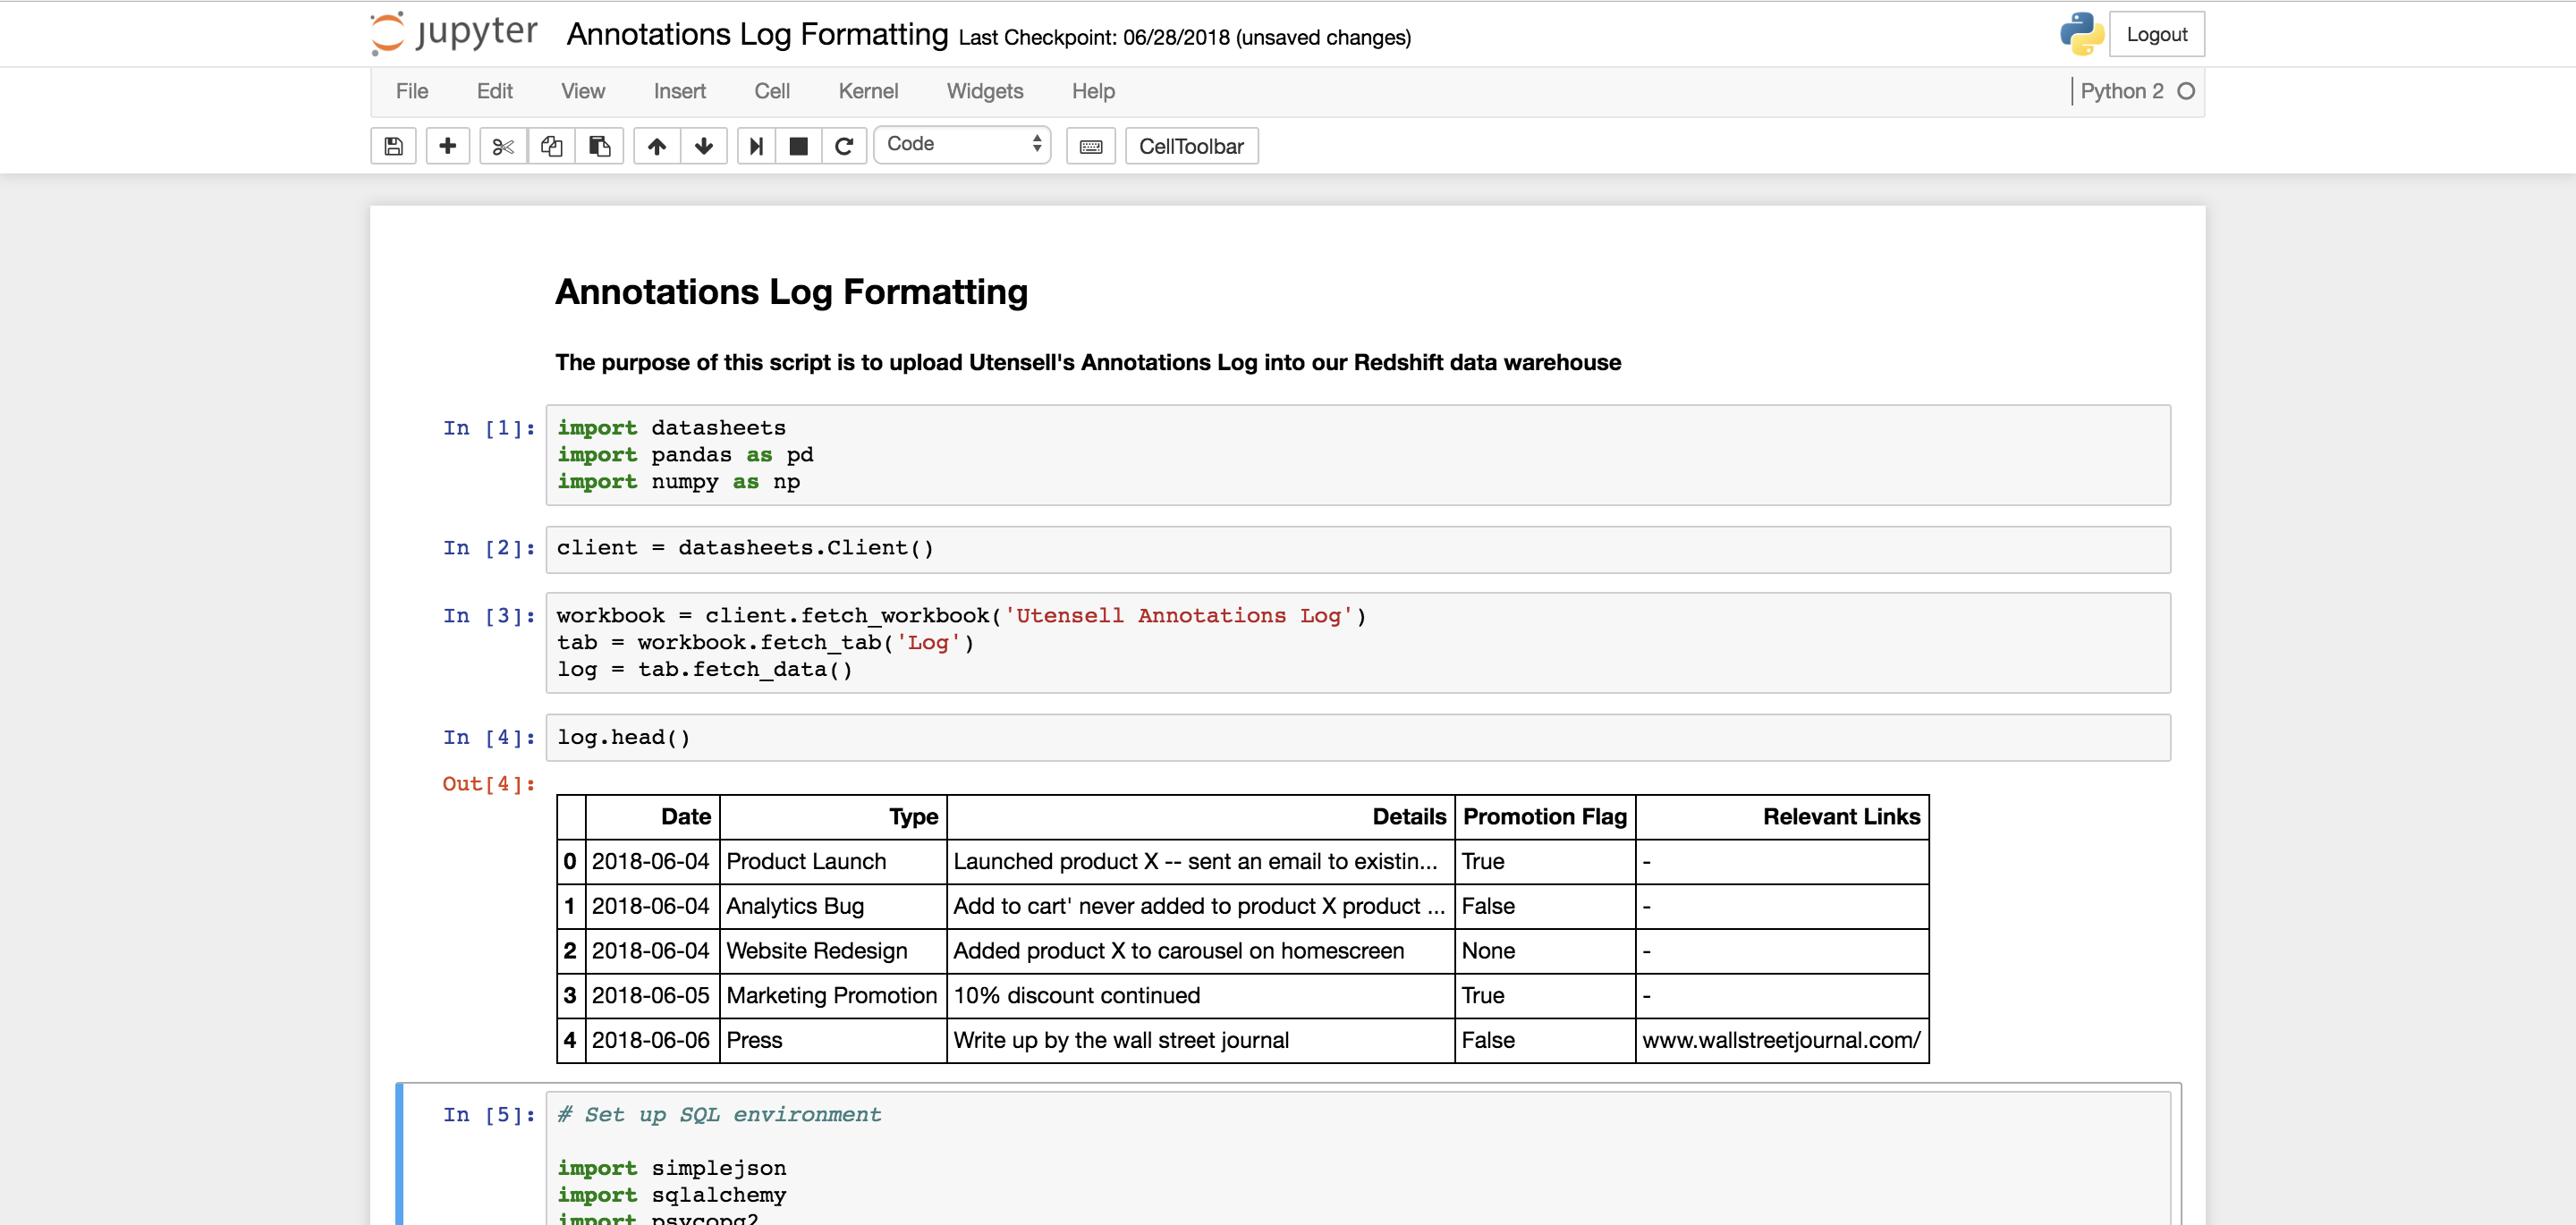 jupyter Annotations Log Formatting Last Checkpoint: 06/28/2018 (unsaved changes) Logout
File Edit View Insert Cell Kernel Widgets Help Python 2
Code CellToolbar
Annotations Log Formatting
The purpose of this script is to upload Utensell's Annotations Log into our Redshift data warehouse
In [1]: import datasheets
import pandas as pd
import numpy as np
In [2]: client = datasheets.Client()
In [3]: workbook = client.fetch_workbook('Utensell Annotations Log')
tab = workbook.fetch_tab('Log')
log = tab.fetch_data()
In [4]: log.head()
Out[4]:
Date Type Details Promotion Flag Relevant Links
0 2018-06-04 Product Launch Launched product X -- sent an email to existin... True -
1 2018-06-04 Analytics Bug Add to cart' never added to product X product ... False -
2 2018-06-04 Website Redesign Added product X to carousel on homescreen None -
3 2018-06-05 Marketing Promotion 10% discount continued True -
4 2018-06-06 Press Write up by the wall street journal False www.wallstreetjournal.com/
In [5]: # Set up SQL environment
import simplejson
import sqlalchemy
import psycopg2